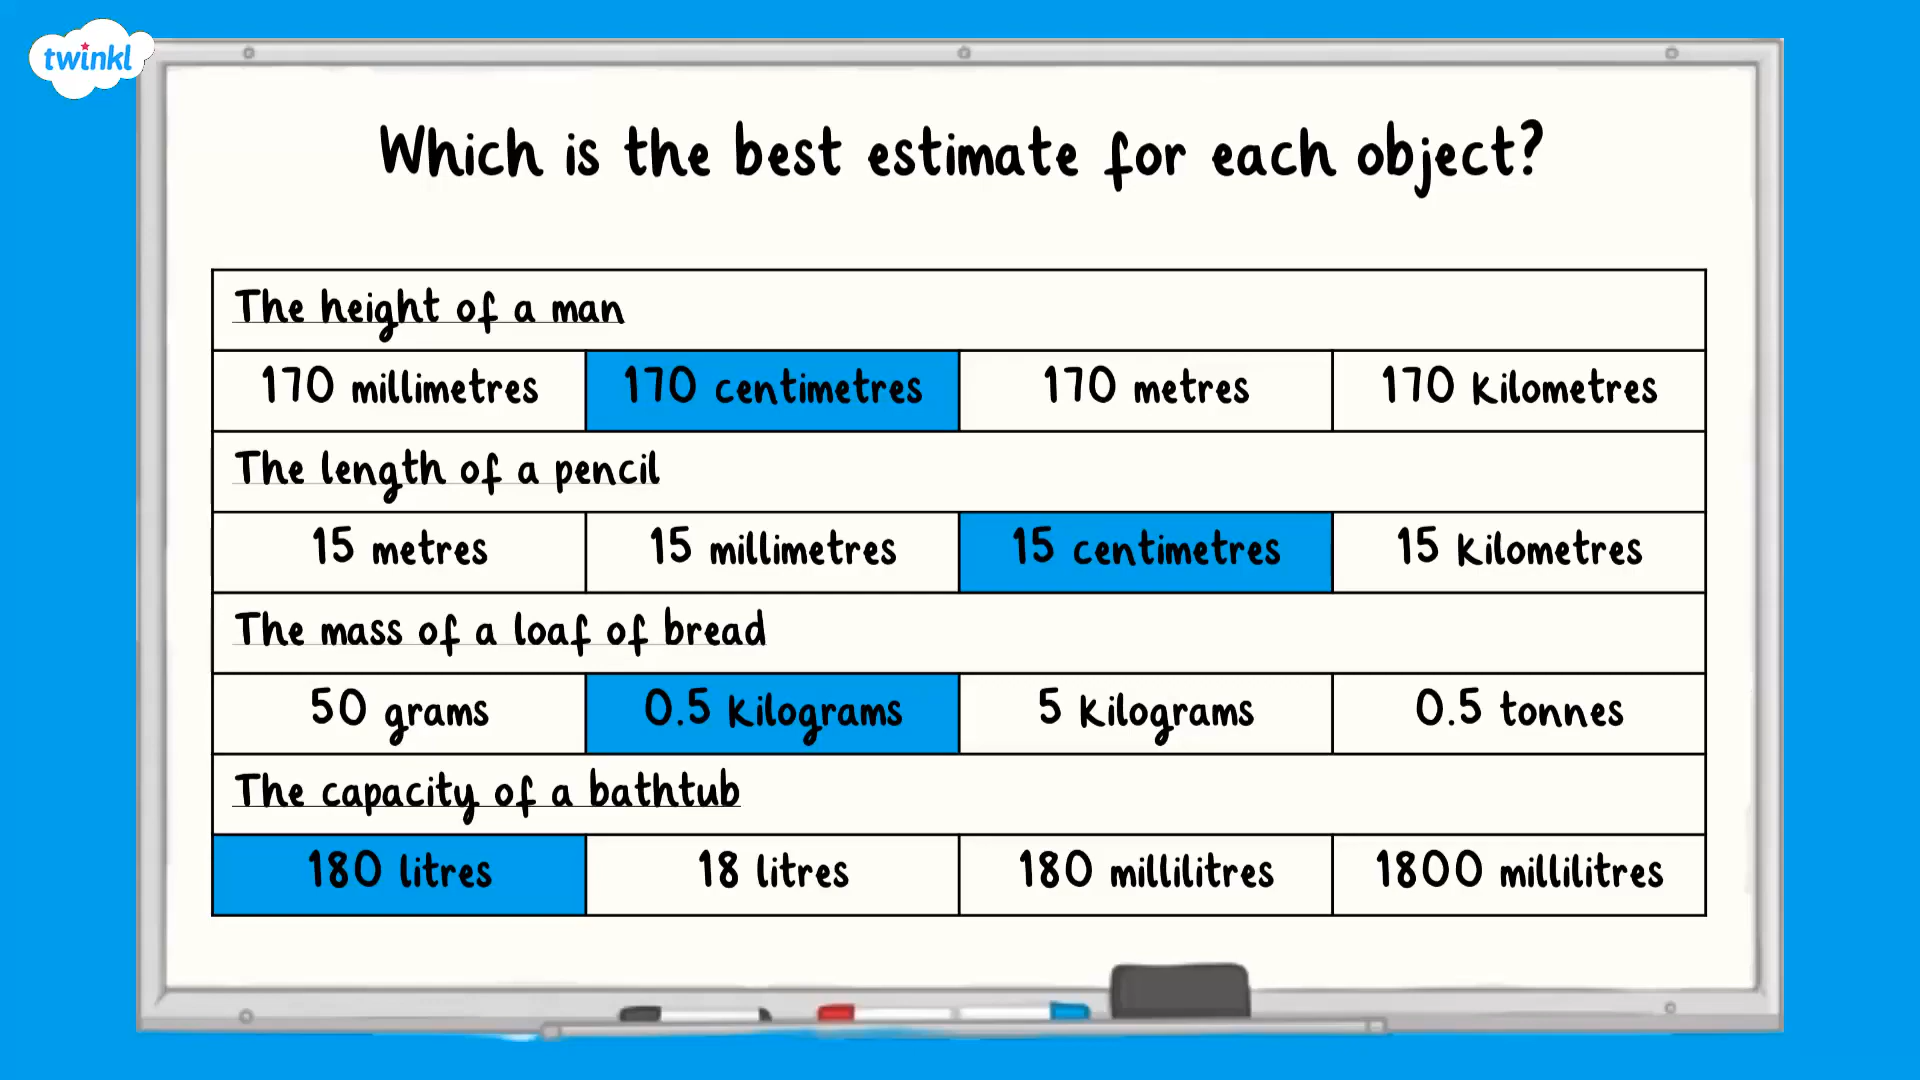 twinkl
Which is the best estimate for each object?
The height of a man
170 millimetres 170 centimetres 170 metres 170 kilometres
The length of a pencil
15 metres 15 millimetres 15 centimetres 15 kilometres
The mass of a loaf of bread
50 grams 0.5 kilograms 5 kilograms 0.5 tonnes
The capacity of a bathtub
180 litres 18 litres 180 millilitres 1800 millilitres